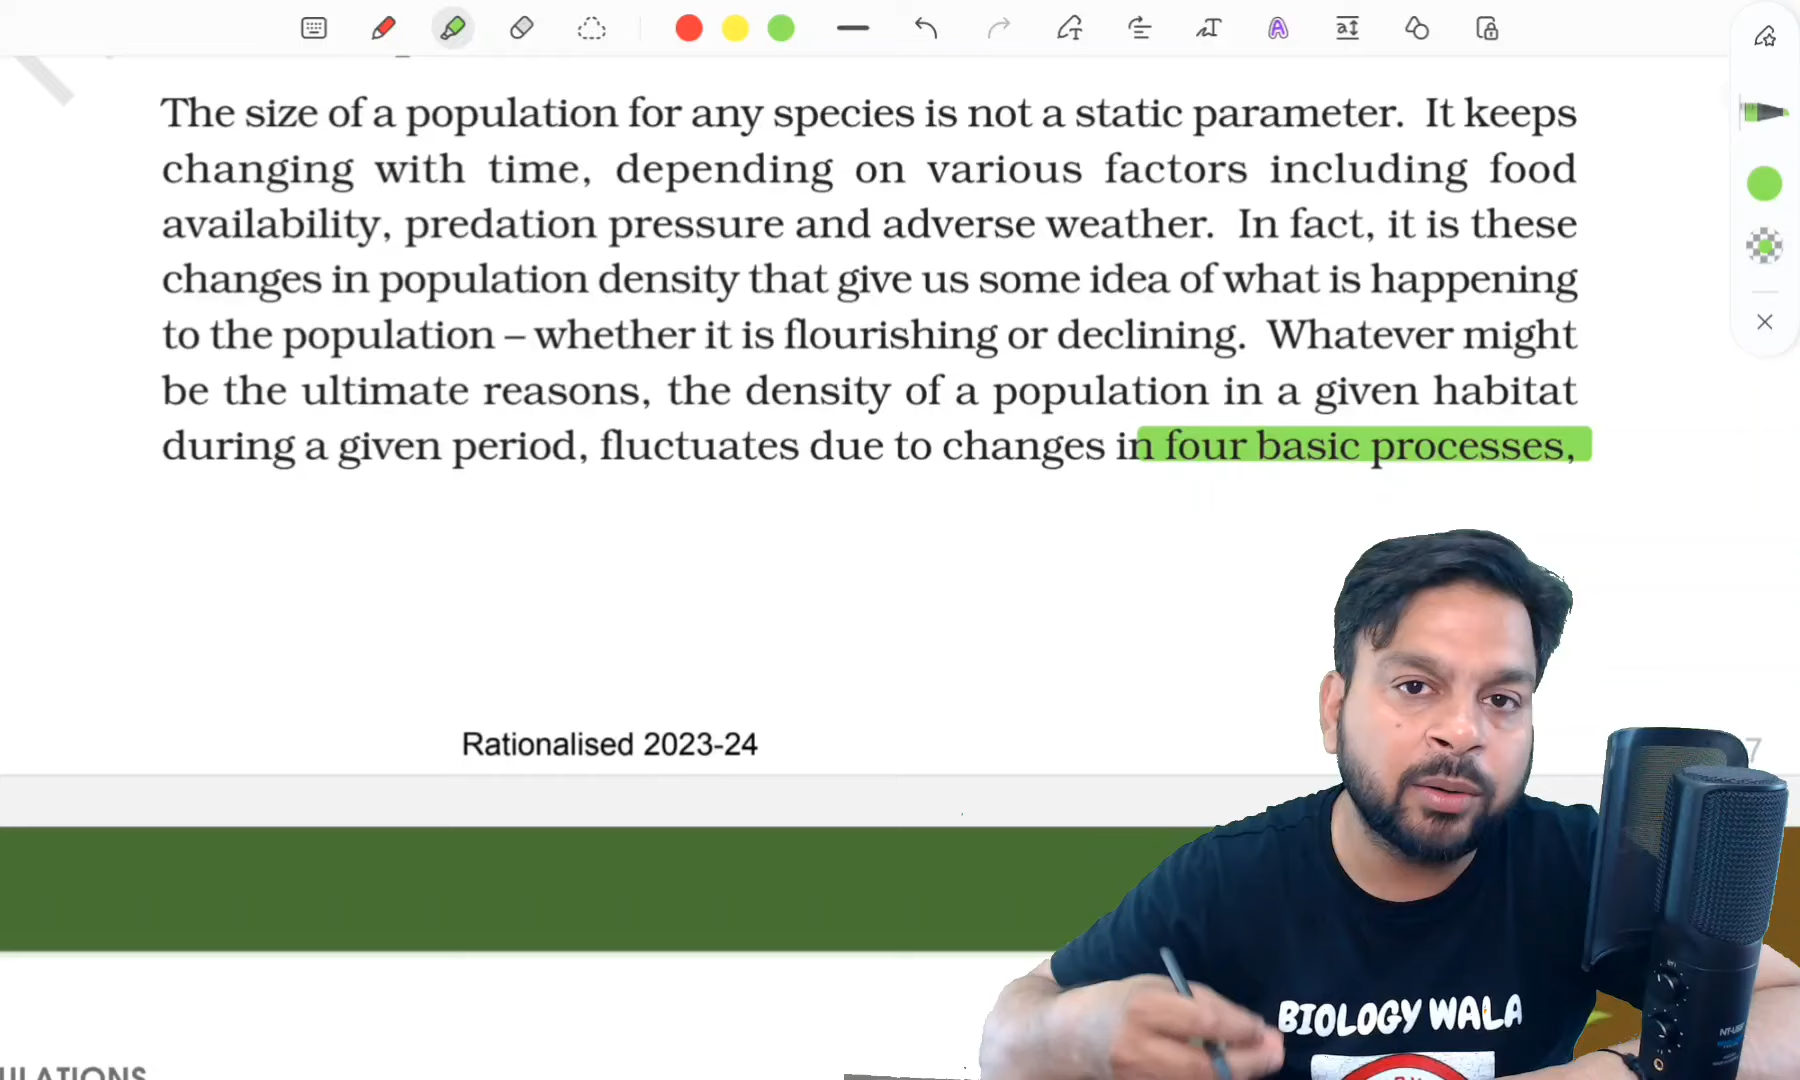 The size of a population for any species is not a static parameter. It keeps
changing with time, depending on various factors including food
availability, predation pressure and adverse weather. In fact, it is these
changes in population density that give us some idea of what is happening
to the population – whether it is flourishing or declining. Whatever might
be the ultimate reasons, the density of a population in a given habitat
during a given period, fluctuates due to changes in four basic processes,
Rationalised 2023-24
7
BIOLOGY WALA
ULATIONS